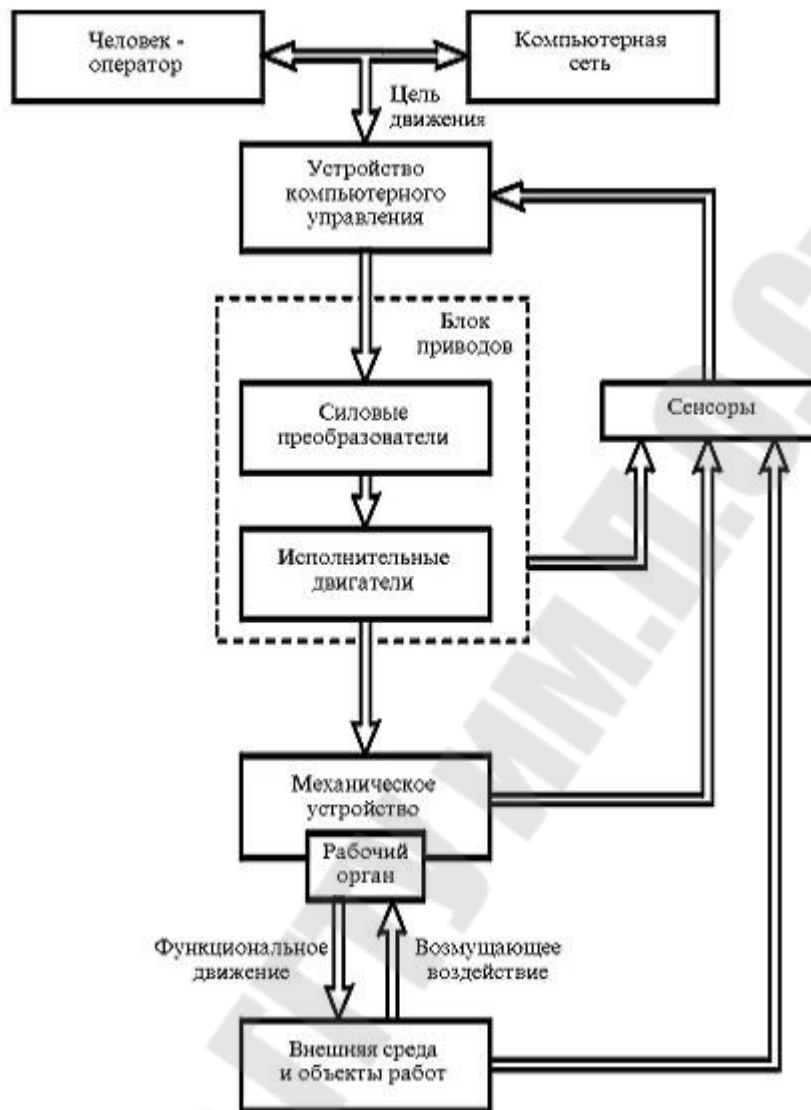 Человек -
оператор
Компьютерная
сеть
Цель
движения
Устройство
компьютерного
управления
Блок
приводов
Силовые
преобразователи
Сенсоры
Исполнительные
двигатели
Механическое
устройство
Рабочий
орган
Функциональное
движение
Возмущающее
воздействие
Внешняя среда
и объекты работ